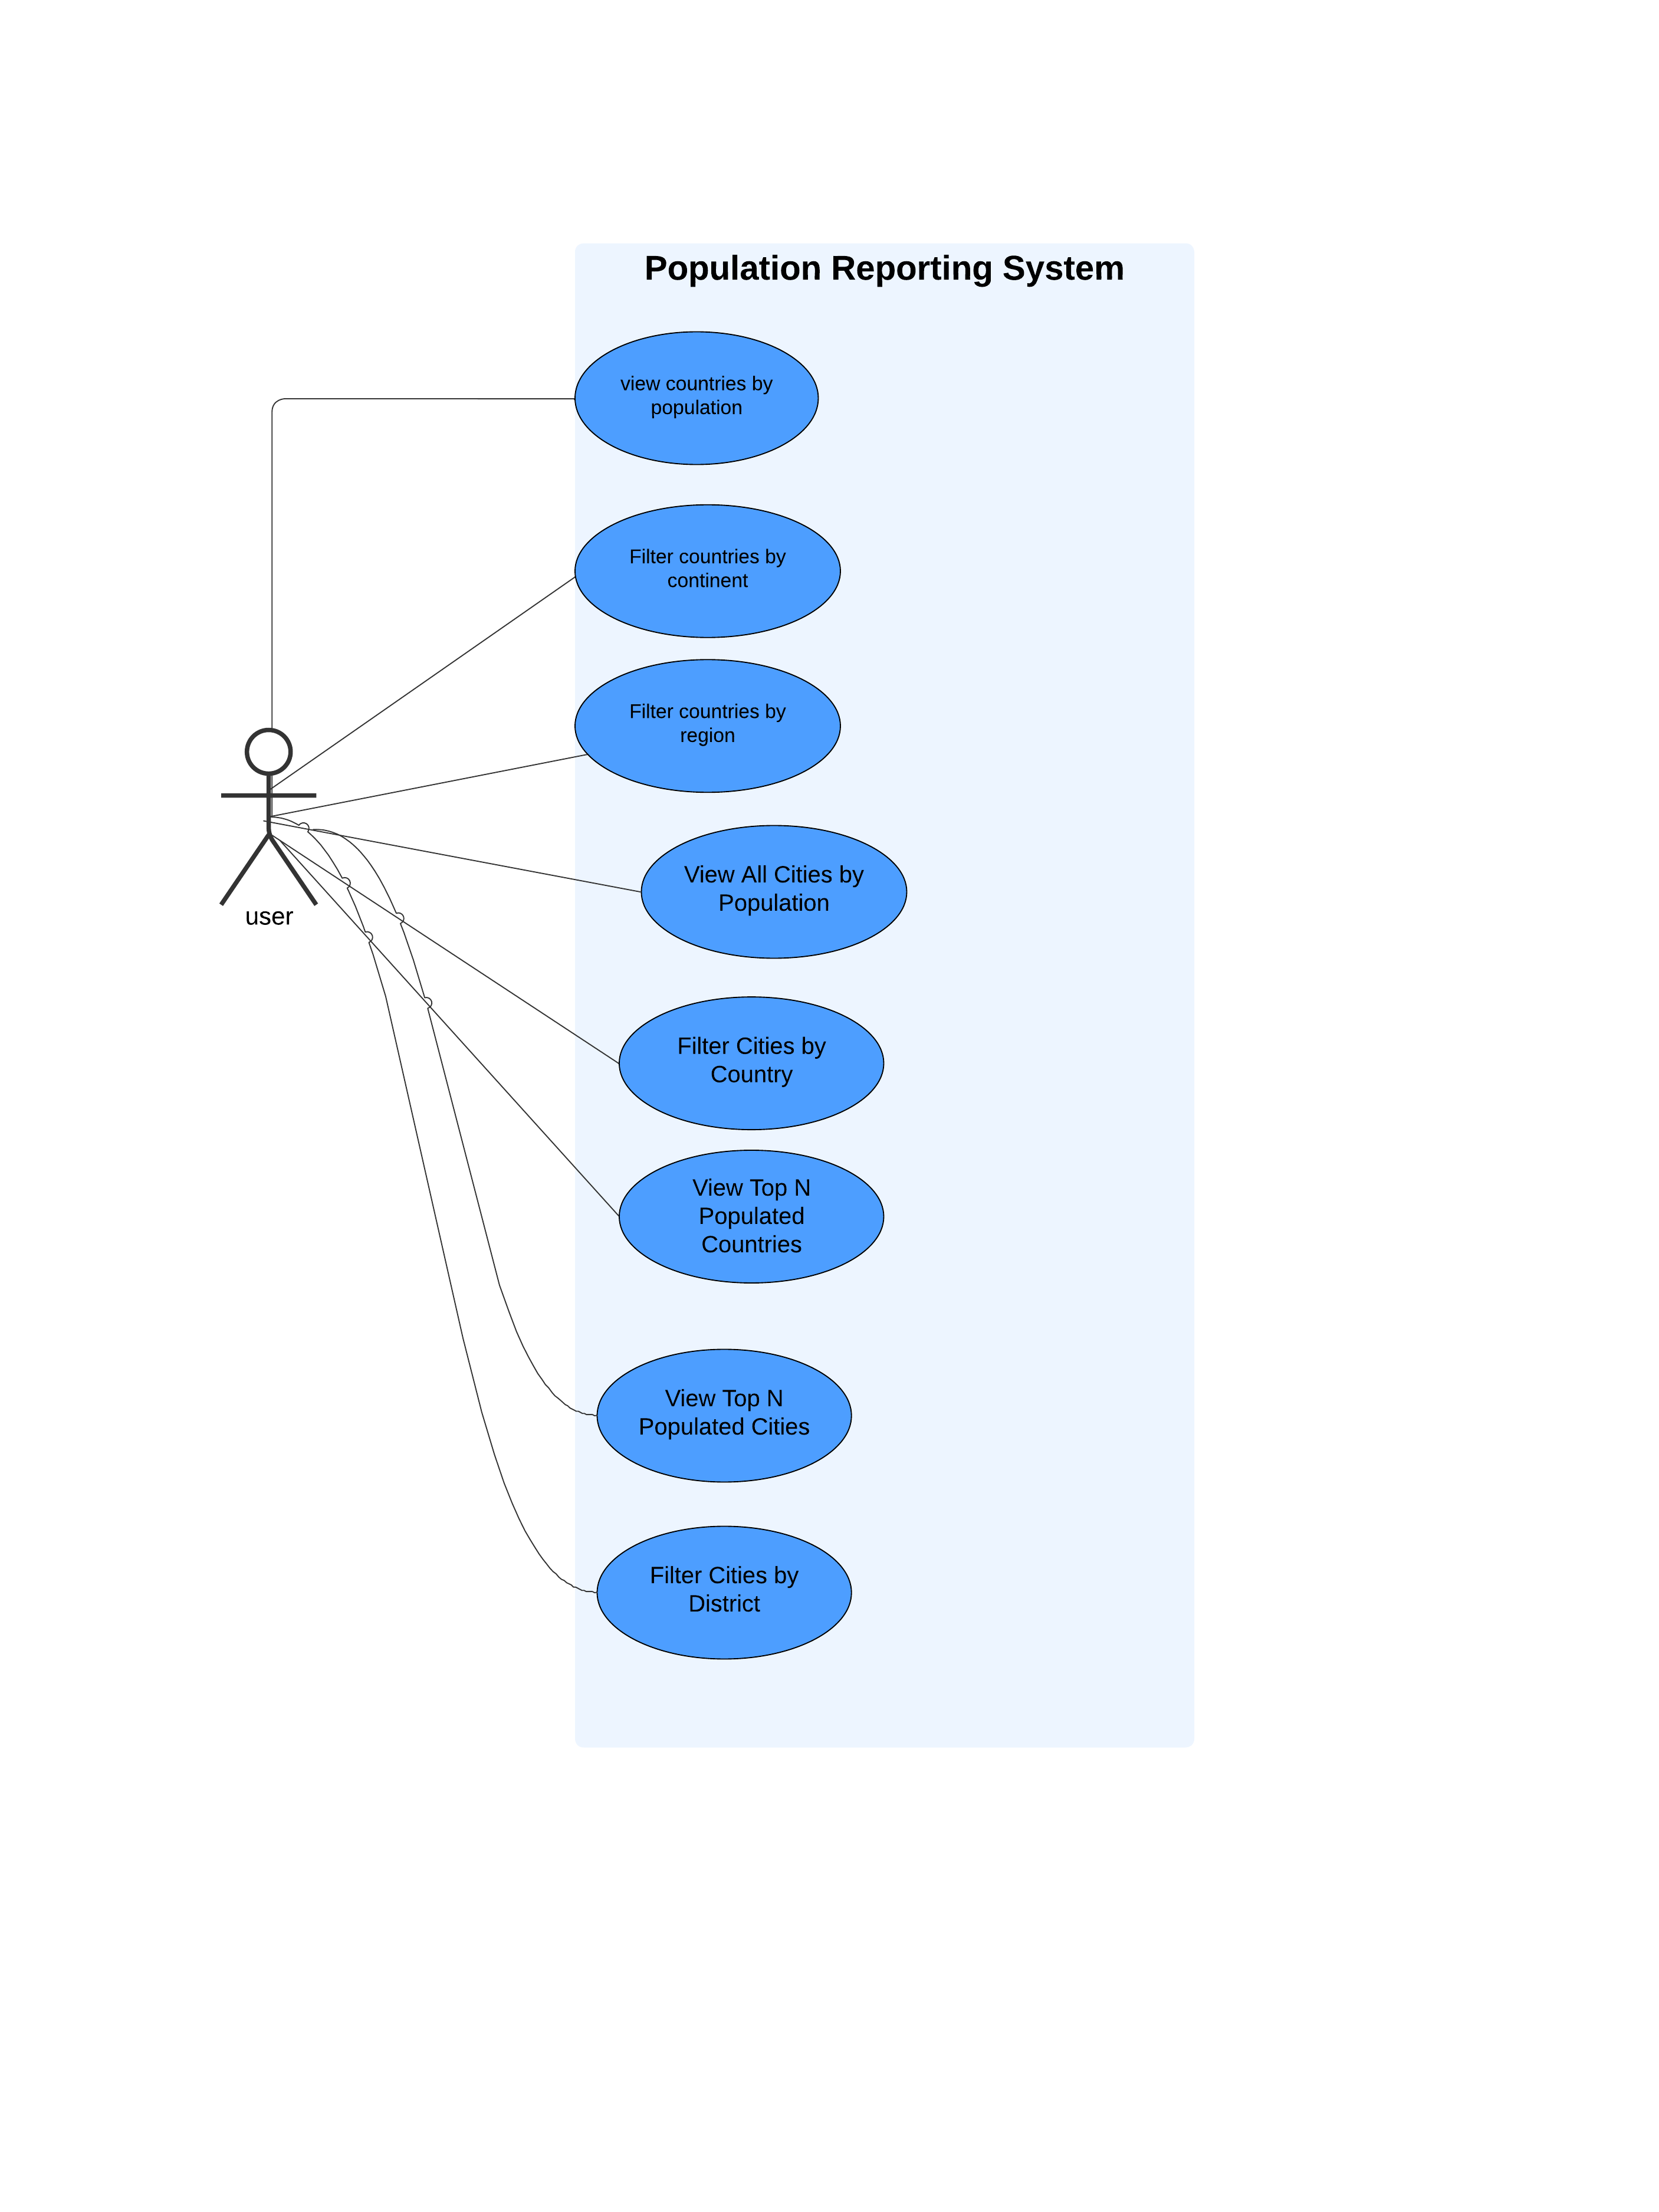 Population Reporting System
view countries by
population
Filter countries by
continent
Filter countries by
region
user
View All Cities by
Population
Filter Cities by
Country
View Top N
Populated
Countries
View Top N
Populated Cities
Filter Cities by
District